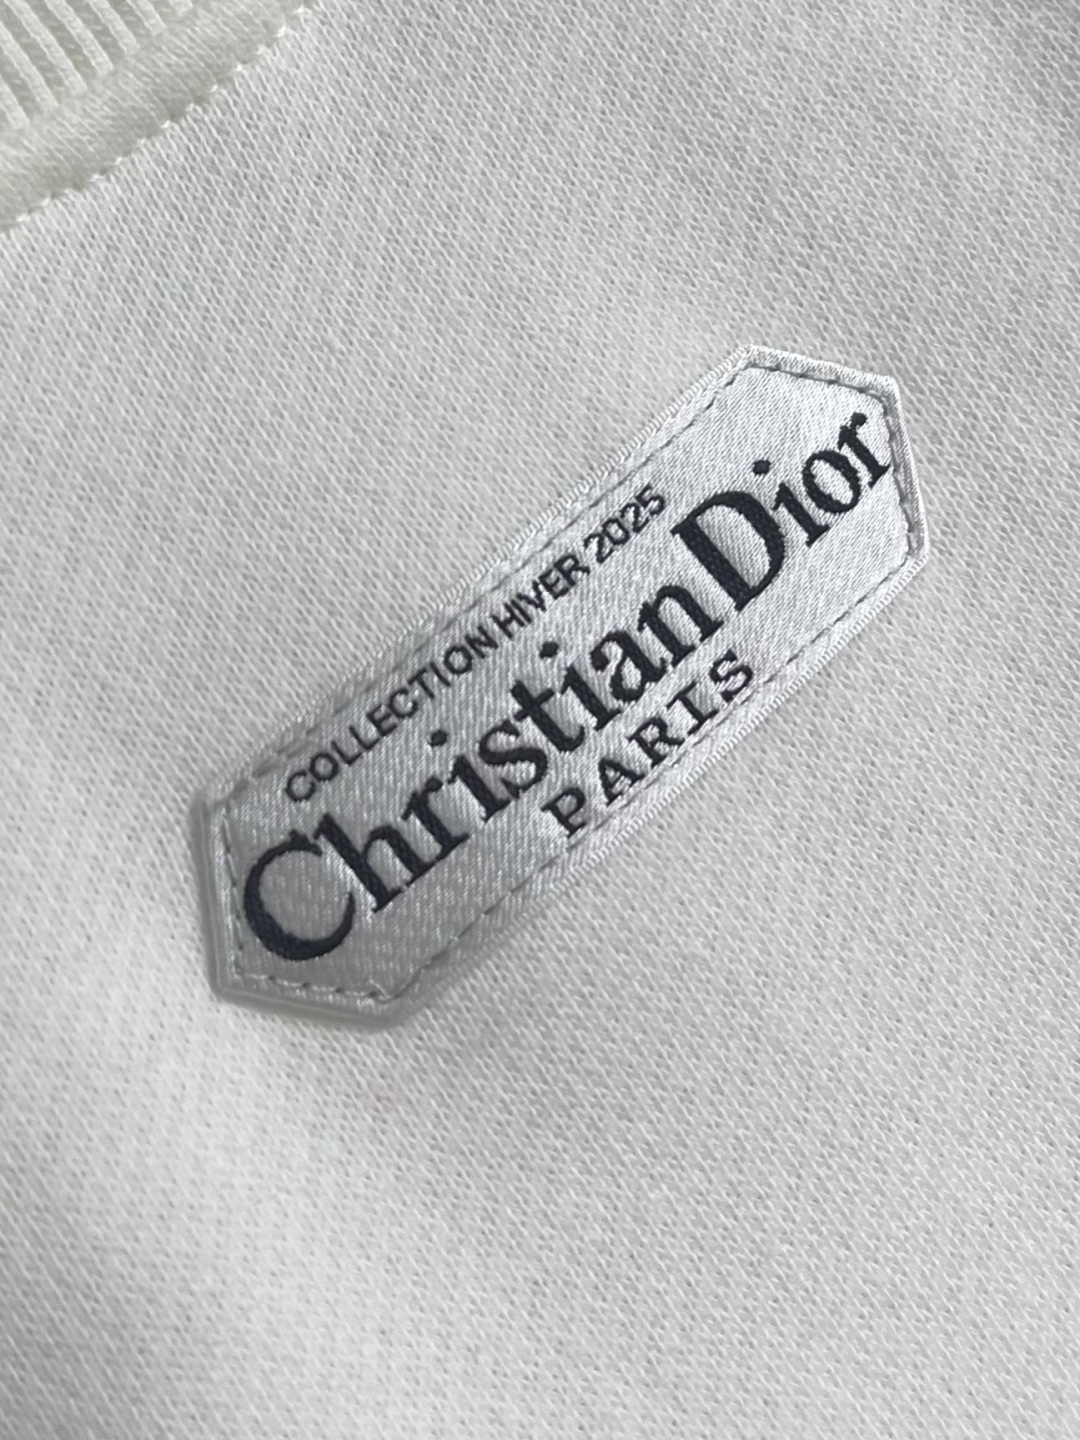 COLLECTION HIVER 2025
Christian Dior
PARIS